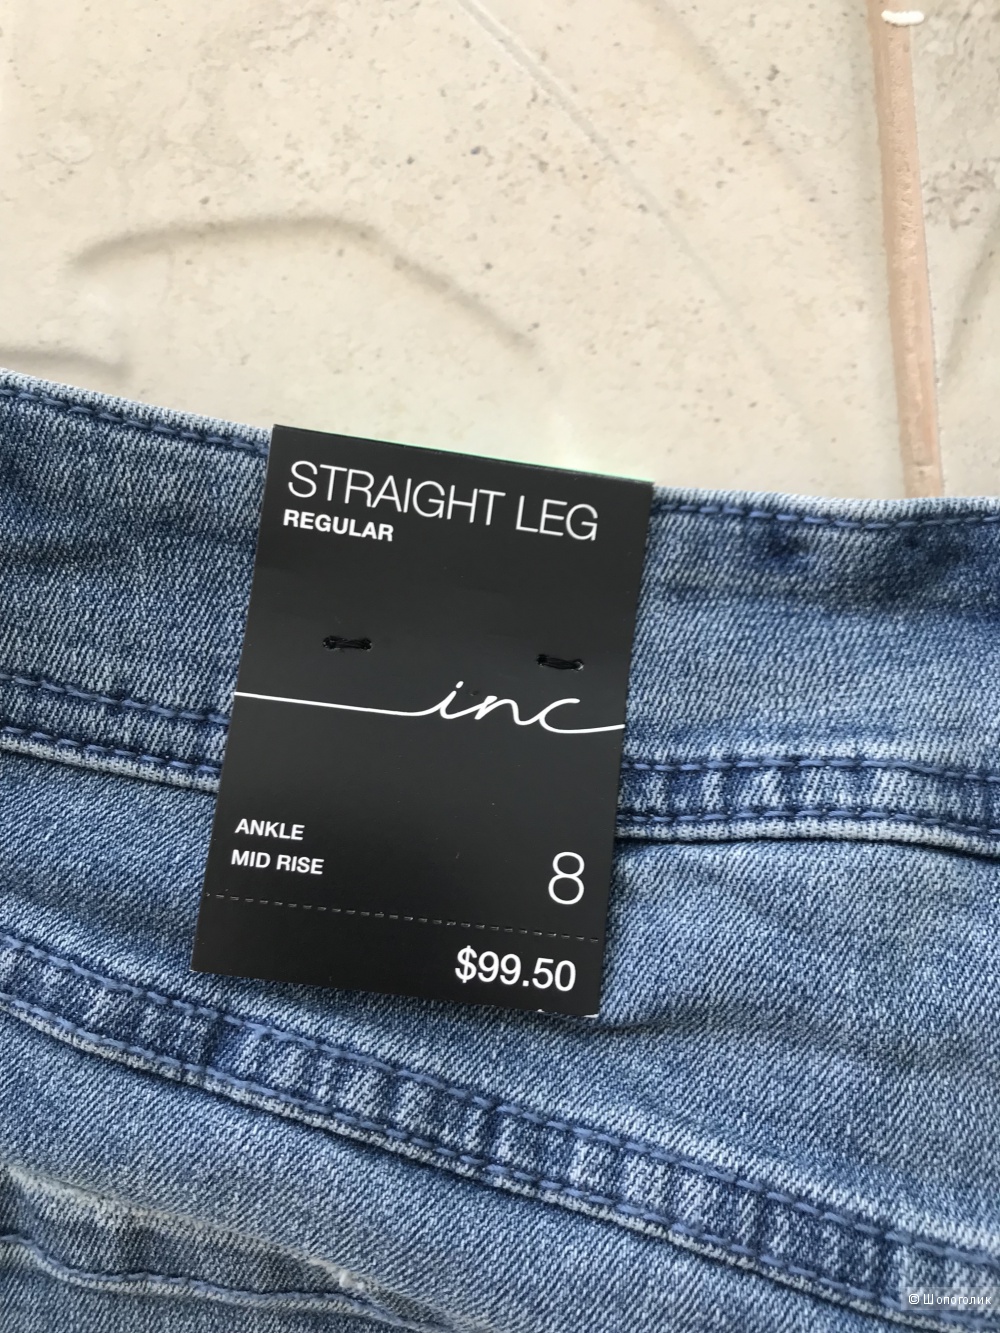 STRAIGHT LEG
REGULAR
inc
ANKLE
MID RISE
8
$99.50
© Шопоголик